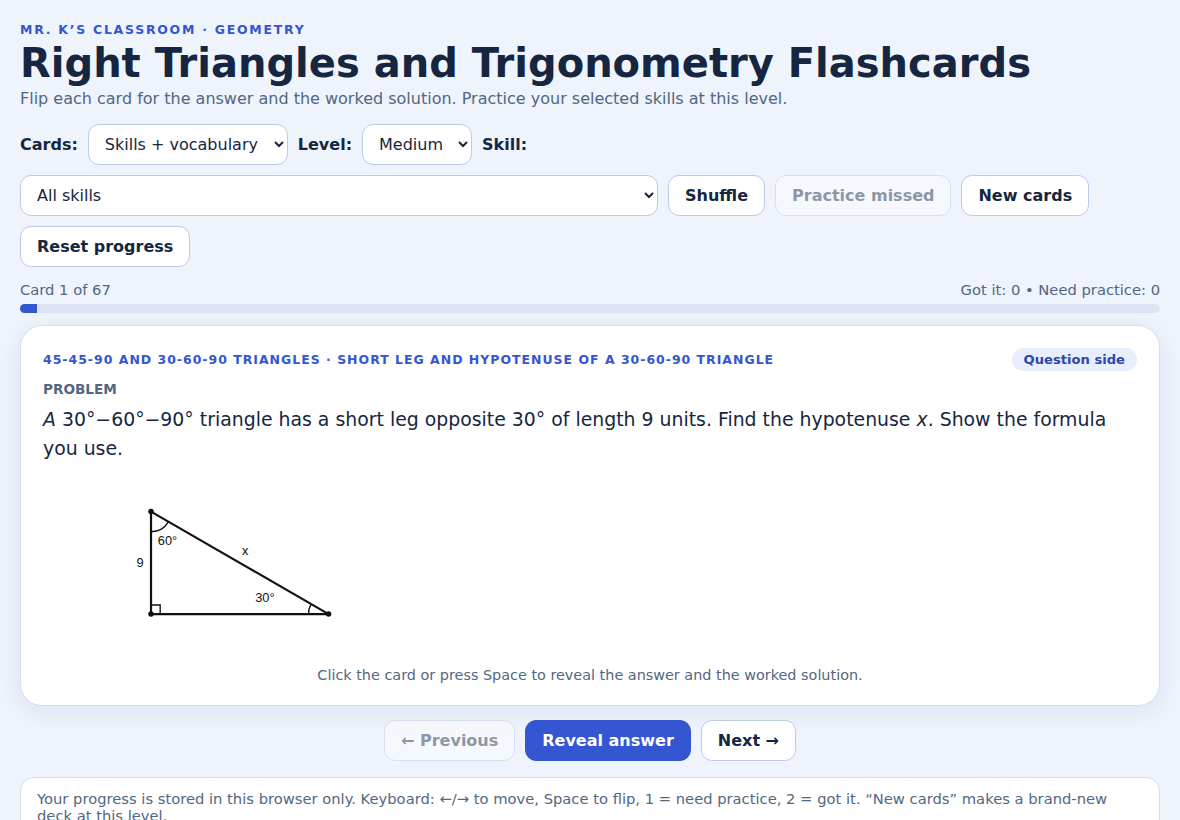 MR. K'S CLASSROOM · GEOMETRY
Right Triangles and Trigonometry Flashcards
Flip each card for the answer and the worked solution. Practice your selected skills at this level.
Cards: Skills + vocabulary Level: Medium Skill:
All skills Shuffle Practice missed New cards
Reset progress
Card 1 of 67 Got it: 0 • Need practice: 0
45-45-90 AND 30-60-90 TRIANGLES · SHORT LEG AND HYPOTENUSE OF A 30-60-90 TRIANGLE Question side
PROBLEM
A 30°−60°−90° triangle has a short leg opposite 30° of length 9 units. Find the hypotenuse x. Show the formula
you use.
60°
x
9
30°
Click the card or press Space to reveal the answer and the worked solution.
← Previous Reveal answer Next →
Your progress is stored in this browser only. Keyboard: ←/→ to move, Space to flip, 1 = need practice, 2 = got it. “New cards” makes a brand-new
deck at this level.